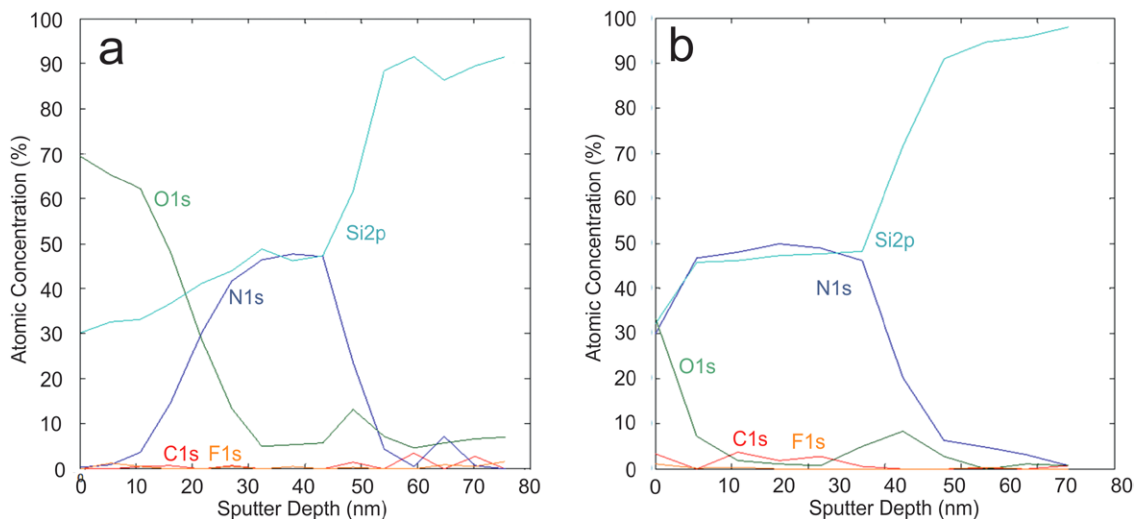 a
b
100
90
80
70
60
50
40
30
20
10
0
Atomic Concentration (%)
O1s
Si2p
N1s
C1s
F1s
0 10 20 30 40 50 60 70 80
Sputter Depth (nm)
100
90
80
70
60
50
40
30
20
10
0
Atomic Concentration (%)
Si2p
N1s
O1s
C1s
F1s
0 10 20 30 40 50 60 70 80
Sputter Depth (nm)